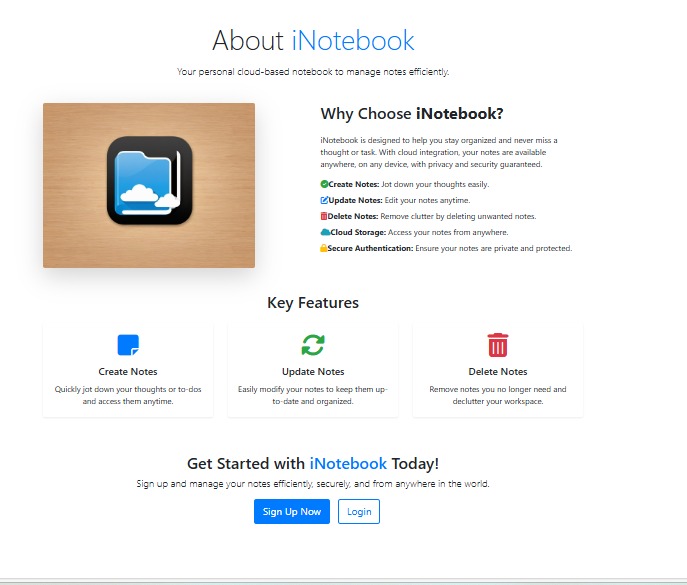 About iNotebook
Your personal cloud-based notebook to manage notes efficiently.
Why Choose iNotebook?
iNotebook is designed to help you stay organized and never miss a
thought or task. With cloud integration, your notes are available
anywhere, on any device, with privacy and security guaranteed.
Create Notes: Jot down your thoughts easily.
Update Notes: Edit your notes anytime.
Delete Notes: Remove clutter by deleting unwanted notes.
Cloud Storage: Access your notes from anywhere.
Secure Authentication: Ensure your notes are private and protected.
Key Features
Create Notes
Quickly jot down your thoughts or to-dos
and access them anytime.
Update Notes
Easily modify your notes to keep them up-
to-date and organized.
Delete Notes
Remove notes you no longer need and
declutter your workspace.
Get Started with iNotebook Today!
Sign up and manage your notes efficiently, securely, and from anywhere in the world.
Sign Up Now
Login